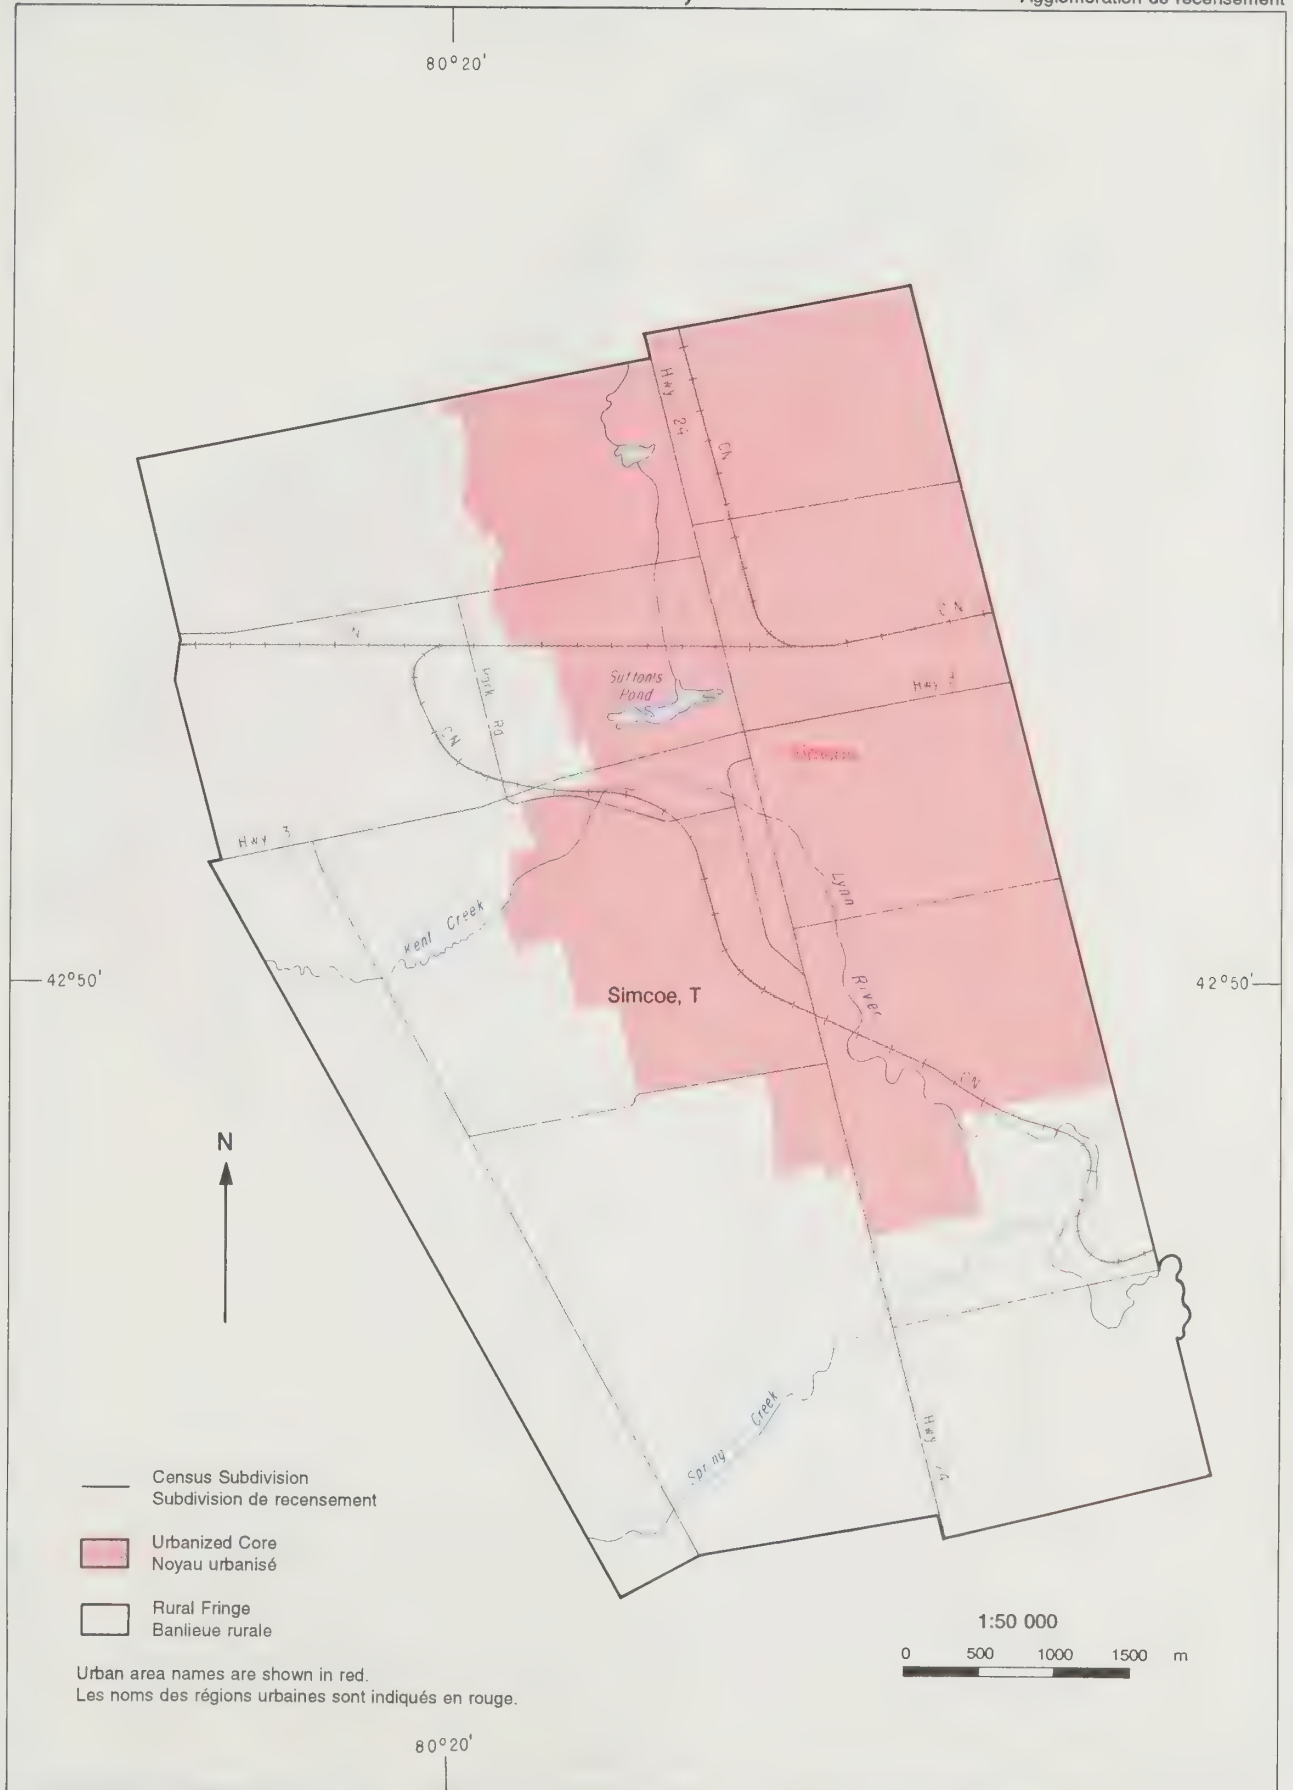 Agglomération de recensement
80°20'
Hwy 24
CN
CN
N
York Rd
Suttons
Pond
Hwy 3
CN
Simcoe
Hwy 3
Lynn
River
Kent Creek
42°50'
42°50'
Simcoe, T
CN
N
Spring Creek
Hwy
Census Subdivision
Subdivision de recensement
Urbanized Core
Noyau urbanisé
Rural Fringe
Banlieue rurale
1:50 000
0 500 1000 1500 m
Urban area names are shown in red.
Les noms des régions urbaines sont indiqués en rouge.
80°20'